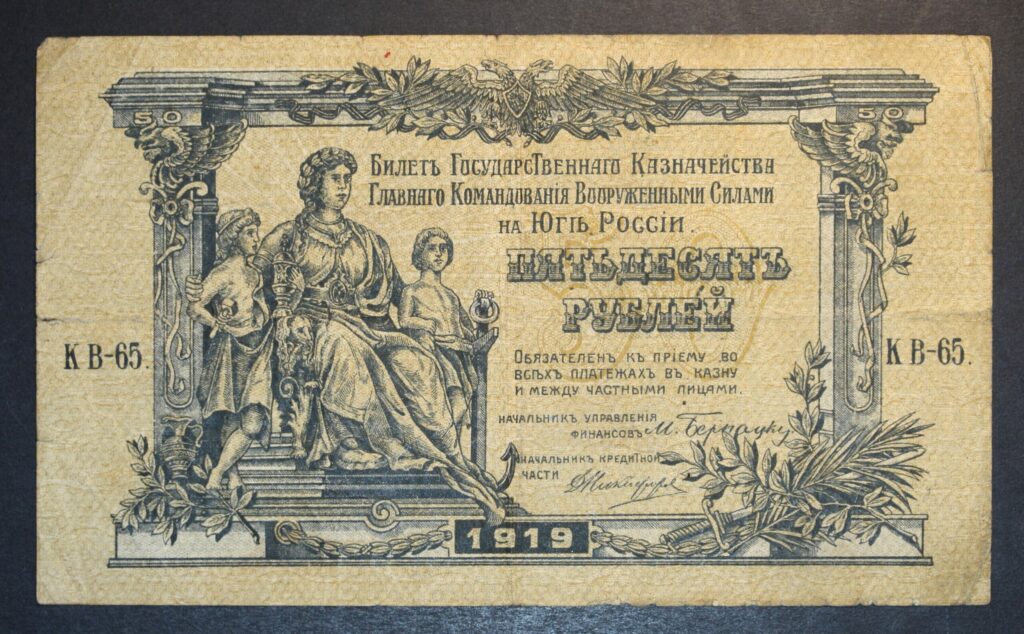 50
50
Билетъ Государственнаго Казначейства
Главнаго Командованія Вооруженными Силами
на Югѣ Россіи.
ПЯТЬДЕСЯТЪ
РУБЛЕЙ
К В-65.
К В-65.
Обязателенъ къ пріему во
всѣхъ платежахъ въ казну
и между частными лицами.
Начальникъ управленія
финансовъ М. Бернацку
Начальникъ кредитной
части
1919